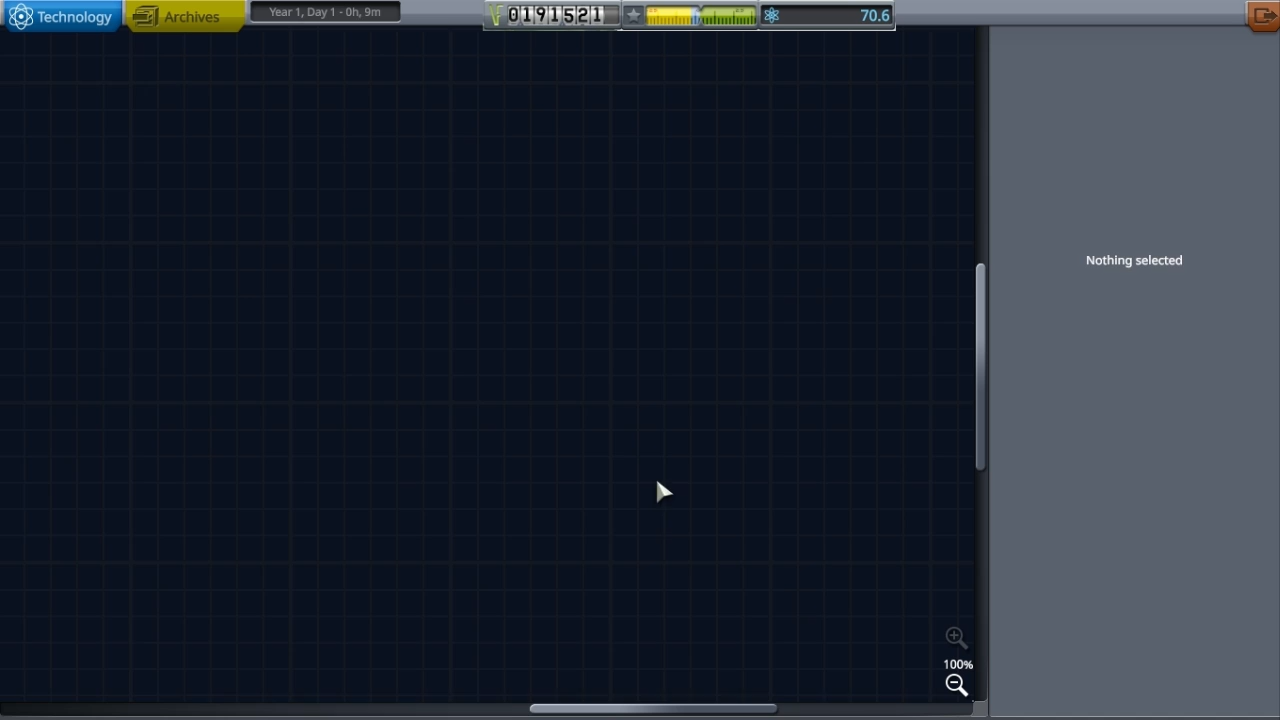 Technology
Archives
Year 1, Day 1 - 0h, 9m
0191521
70.6
Nothing selected
100%